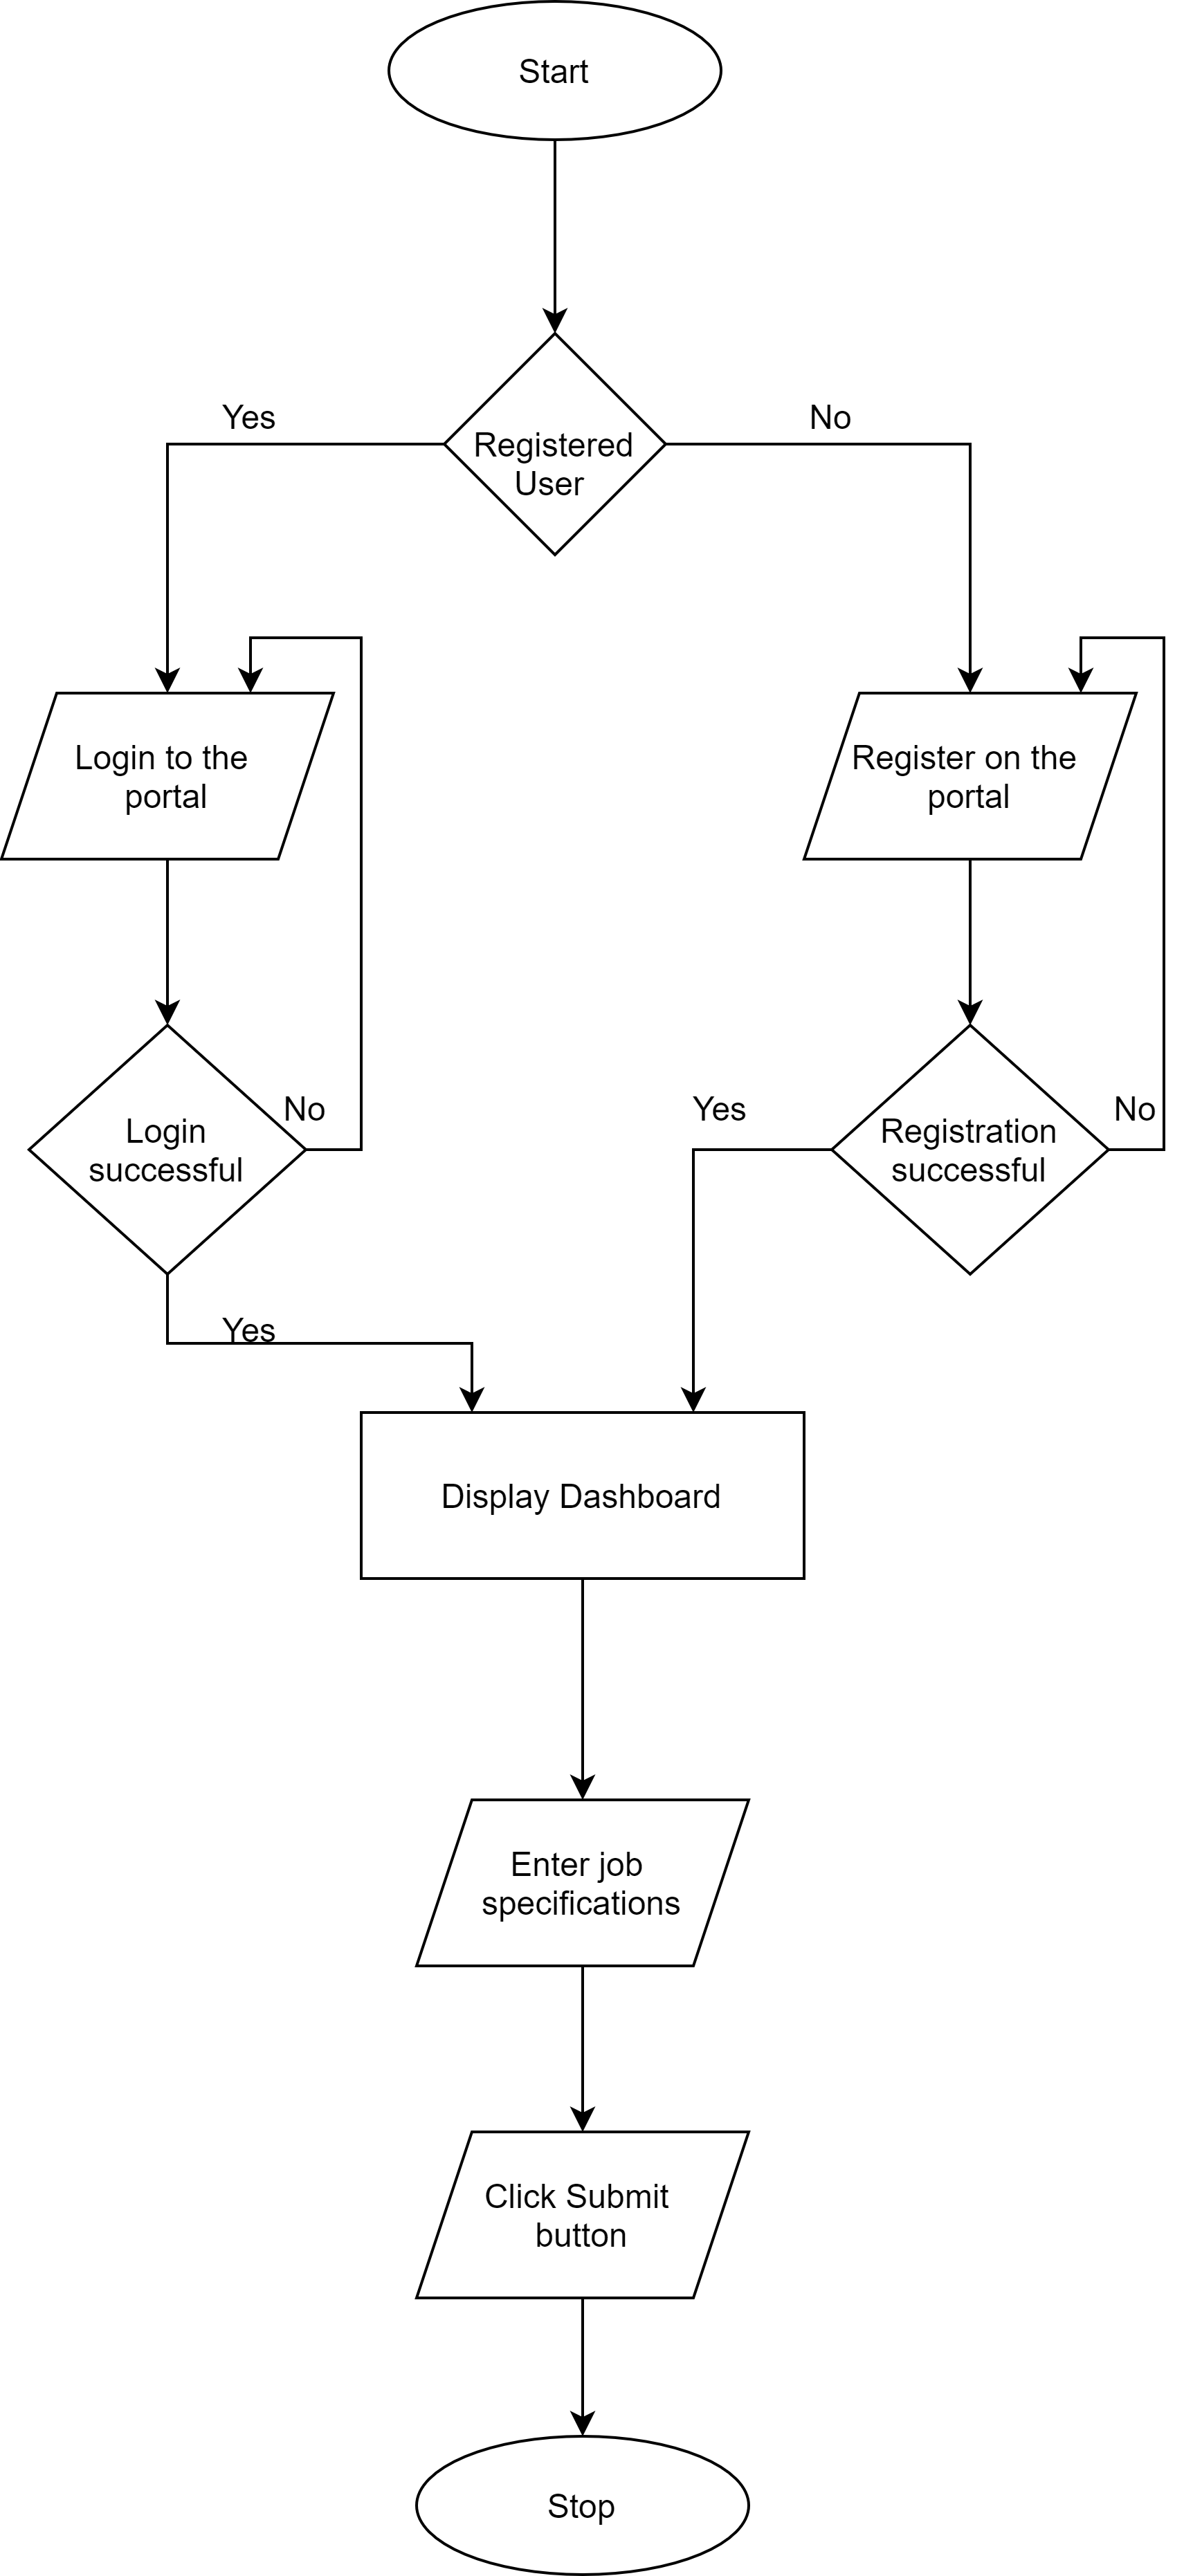 Start
Yes
No
Registered
User
Login to the
portal
Register on the
portal
No
Login
successful
Yes
Registration
successful
No
Yes
Display Dashboard
Enter job
specifications
Click Submit
button
Stop